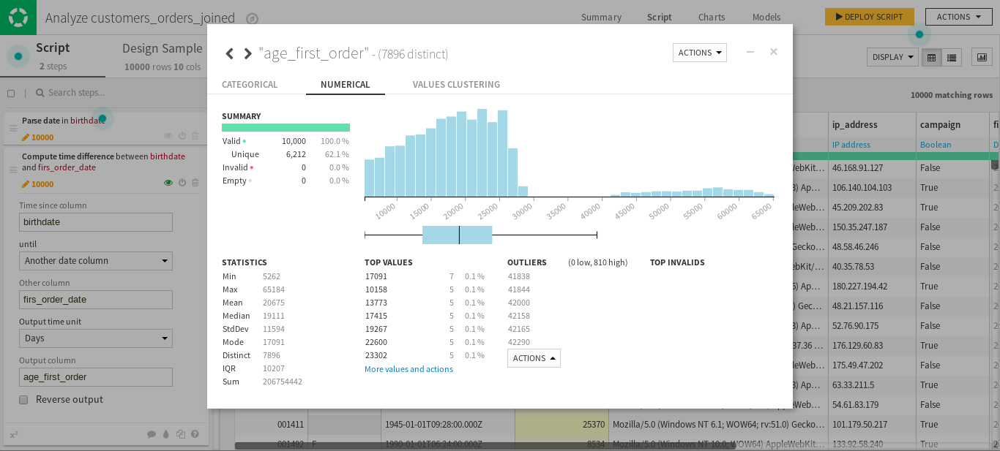 Analyze customers_orders_joined
Summary
Script
Charts
Models
DEPLOY SCRIPT
ACTIONS
Script
2 steps
Design Sample
10000 rows 10 cols
DISPLAY
Search steps...
10000 matching rows
Parse date in birthdate
10000
Compute time difference between birthdate
and firs_order_date
10000
Time since column
birthdate
until
Another date column
Other column
firs_order_date
Output time unit
Days
Output column
age_first_order
Reverse output
x²
"age_first_order" - (7896 distinct)
ACTIONS
CATEGORICAL
NUMERICAL
VALUES CLUSTERING
SUMMARY
Valid 10,000 100.0 %
Unique 6,212 62.1 %
Invalid 0 0.0 %
Empty 0 0.0 %
10000 15000 20000 25000 30000 35000 40000 45000 50000 55000 60000 65000
STATISTICS
Min 5262
Max 65184
Mean 20675
Median 19111
StdDev 11594
Mode 17091
Distinct 7896
IQR 10207
Sum 206754442
TOP VALUES
17091 7 0.1 %
10158 5 0.1 %
13773 5 0.1 %
17415 5 0.1 %
19267 5 0.1 %
22600 5 0.1 %
23302 5 0.1 %
More values and actions
OUTLIERS (0 low, 810 high)
41838
41844
42000
42158
42165
42290
ACTIONS
TOP INVALIDS
ip_address campaign fi
IP address Boolean D
WebKit... 46.168.91.127 False
) Ap... 106.140.104.103 True
leWeb... 45.209.202.83 True
pleWeb... 150.35.247.187 False
Gecko... 48.58.46.246 False
ebKit/... 40.35.78.53 False
) Ap... 180.227.194.42 True
) Gec... 48.21.157.116 False
3) Ap... 52.76.90.175 False
37.36 ... 176.129.60.83 True
leWeb... 175.49.47.202 True
3) Ap... 63.33.211.5 True
54.61.83.179 False
001411 1945-01-01T09:28:00.000Z 25370 Mozilla/5.0 (Windows NT 6.1; WOW64; rv:51.0) Gecko... 101.179.50.217 True
001492 F 1990-01-01T06:24:00.000Z 8534 Mozilla/5.0 (Windows NT 10.0; WOW64) AppleWebKit... 133.92.58.240 True